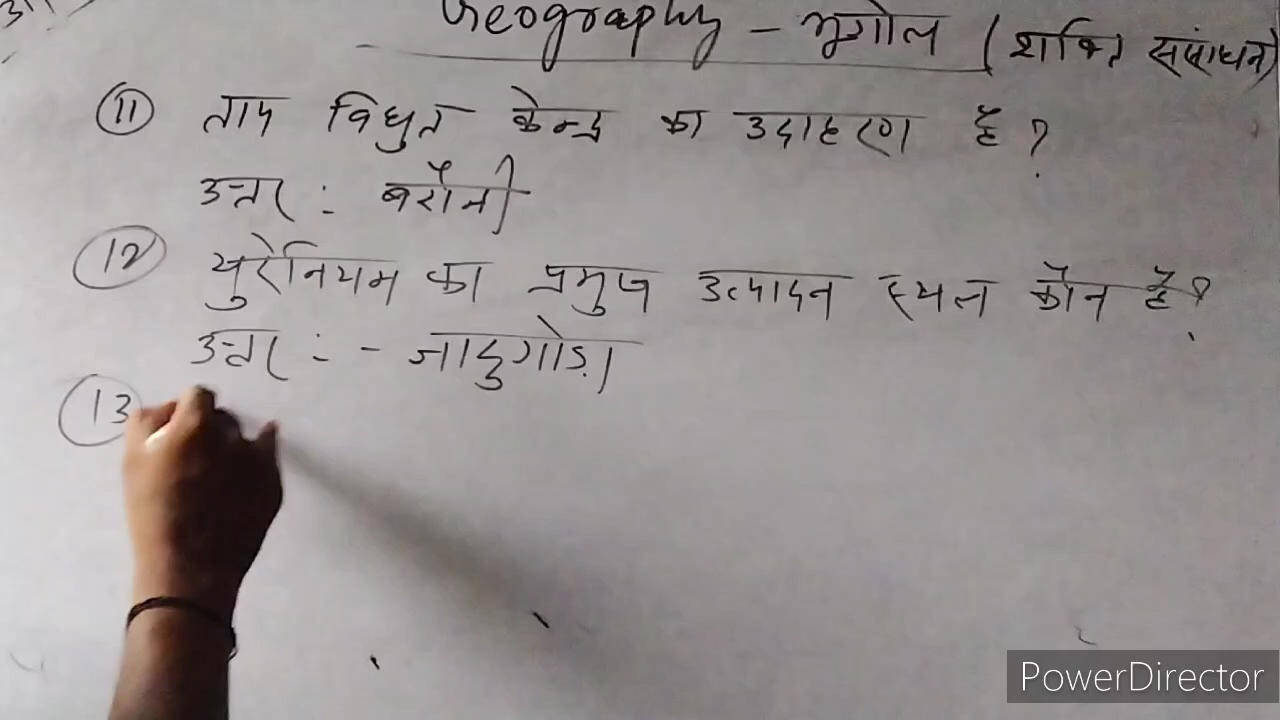 Geography - भूगोल (शक्ति संसाधन)
11 ताप विधुत केन्द्र का उदाहरण है ?
उत्तर : बरौनी
12 युरेनियम का प्रमुख उत्पादन स्थल कौन है ?
उत्तर :- जादुगोड़ा
13
PowerDirector